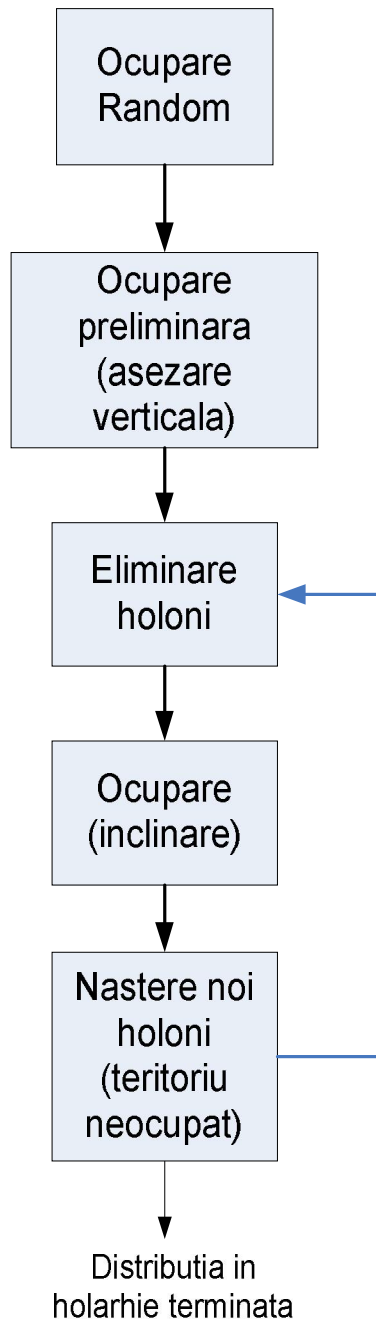 Ocupare
Random
Ocupare
preliminara
(asezare
verticala)
Eliminare
holoni
Ocupare
(inclinare)
Nastere noi
holoni
(teritoriu
neocupat)
Distributia in
holarhie terminata